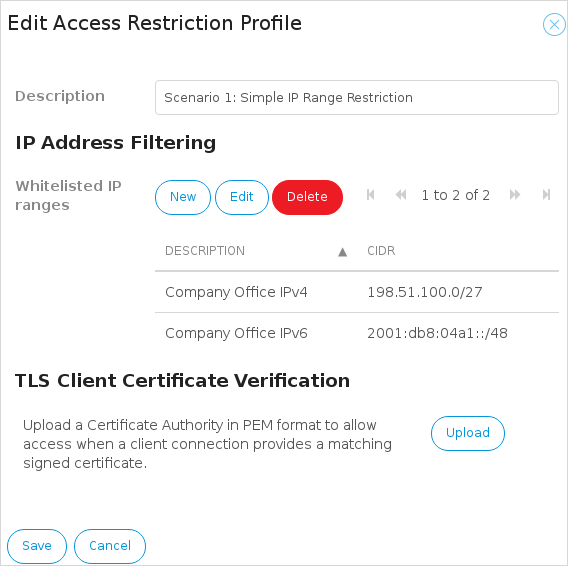 Edit Access Restriction Profile
Description
Scenario 1: Simple IP Range Restriction
IP Address Filtering
Whitelisted IP
ranges
New Edit Delete 1 to 2 of 2
DESCRIPTION ▲ CIDR
Company Office IPv4 198.51.100.0/27
Company Office IPv6 2001:db8:04a1::/48
TLS Client Certificate Verification
Upload a Certificate Authority in PEM format to allow
access when a client connection provides a matching
signed certificate.
Upload
Save Cancel